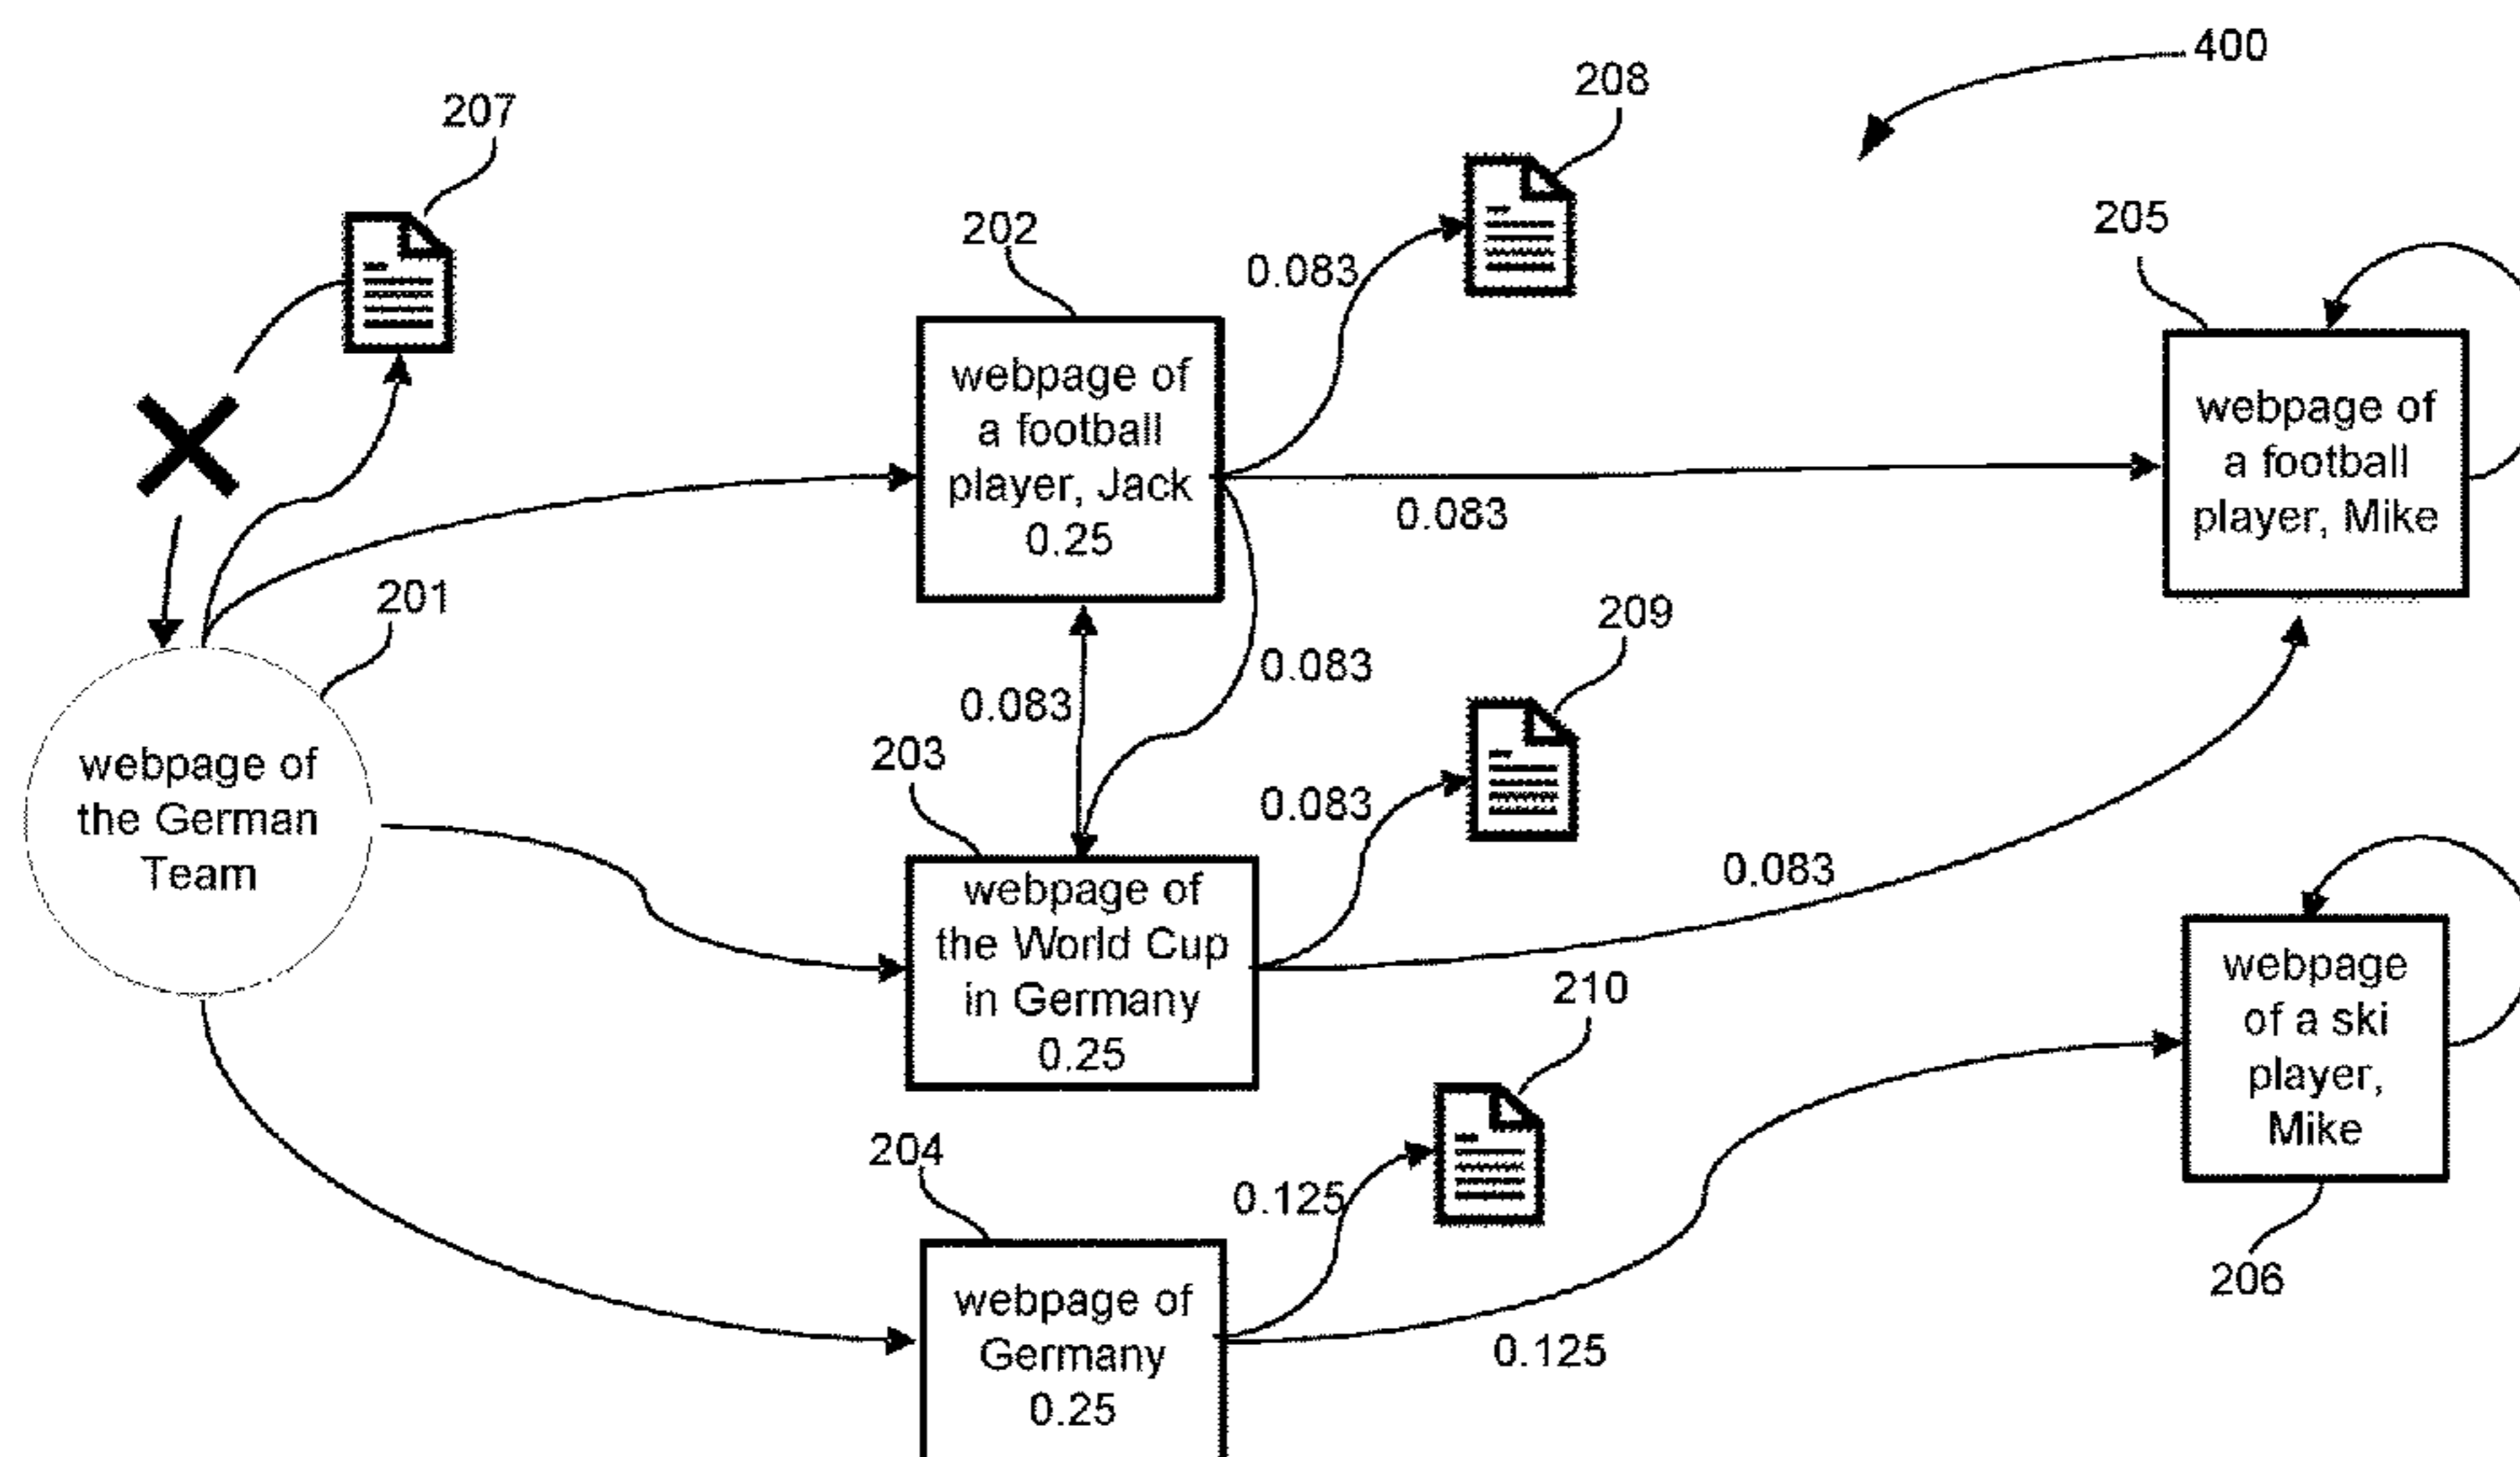 400
208
207
205
202
0.083
webpage of
a football
player, Jack
0.25
webpage of
a football
player, Mike
0.083
201
209
0.083
0.083
203
webpage of
the German
Team
0.083
0.083
webpage of
the World Cup
in Germany
0.25
210
webpage
of a ski
player,
Mike
204
0.125
206
webpage of
Germany
0.25
0.125